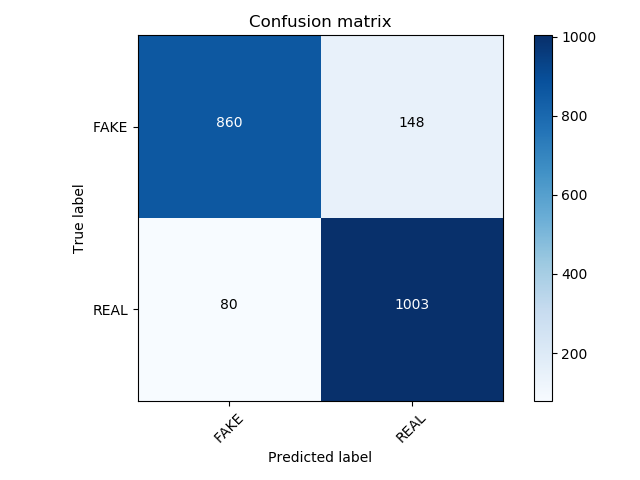 Confusion matrix
FAKE
860
148
REAL
80
1003
FAKE
REAL
True label
Predicted label
1000
800
600
400
200